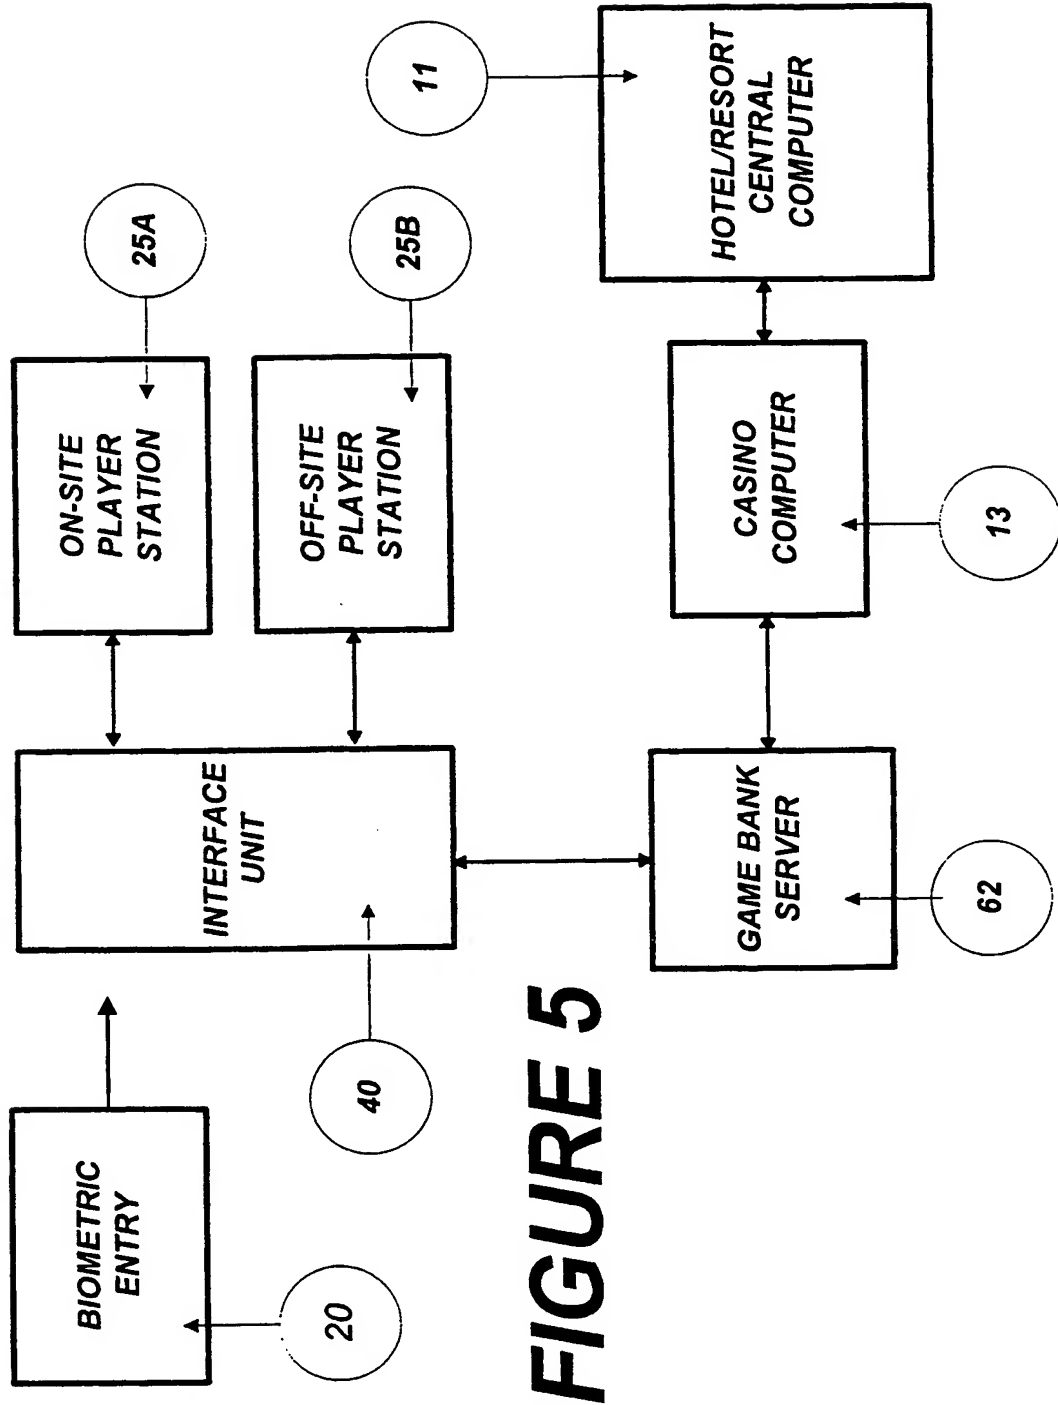 BIOMETRIC
ENTRY
20
INTERFACE
UNIT
40
ON-SITE
PLAYER
STATION
25A
OFF-SITE
PLAYER
STATION
25B
GAME BANK
SERVER
62
CASINO
COMPUTER
13
HOTEL/RESORT
CENTRAL
COMPUTER
11
FIGURE 5